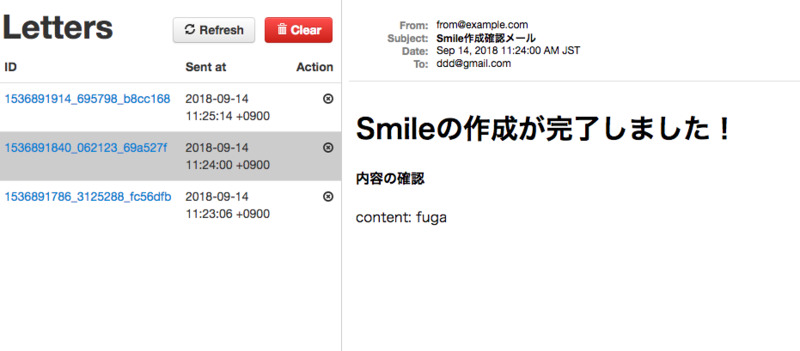 Letters
Refresh
Clear
ID Sent at Action
1536891914_695798_b8cc168 2018-09-14
11:25:14 +0900
1536891840_062123_69a527f 2018-09-14
11:24:00 +0900
1536891786_3125288_fc56dfb 2018-09-14
11:23:06 +0900
From: from@example.com
Subject: Smile作成確認メール
Date: Sep 14, 2018 11:24:00 AM JST
To: ddd@gmail.com
Smileの作成が完了しました！
内容の確認
content: fuga